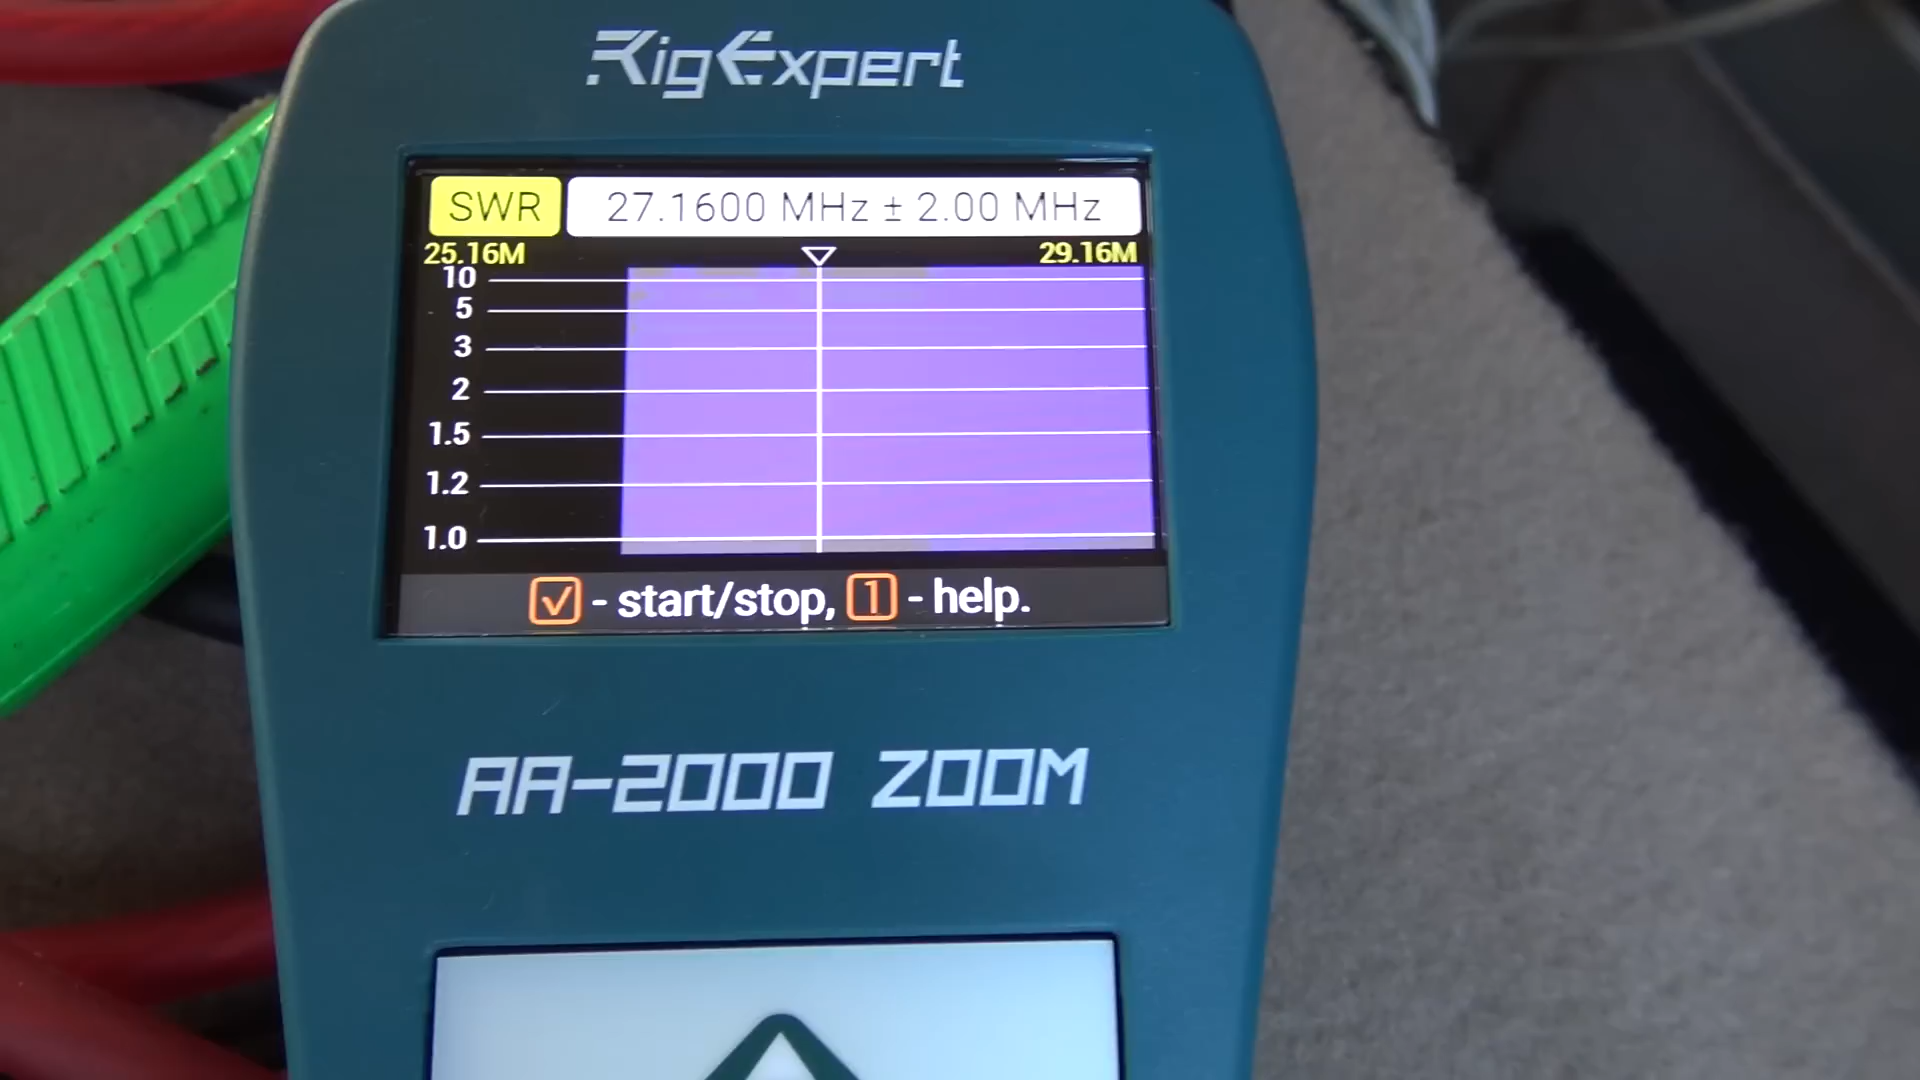 RigExpert
SWR 27.1600 MHz ± 2.00 MHz
25.16M 29.16M
10
5
3
2
1.5
1.2
1.0
√ - start/stop, 1 - help.
AA-2000 ZOOM